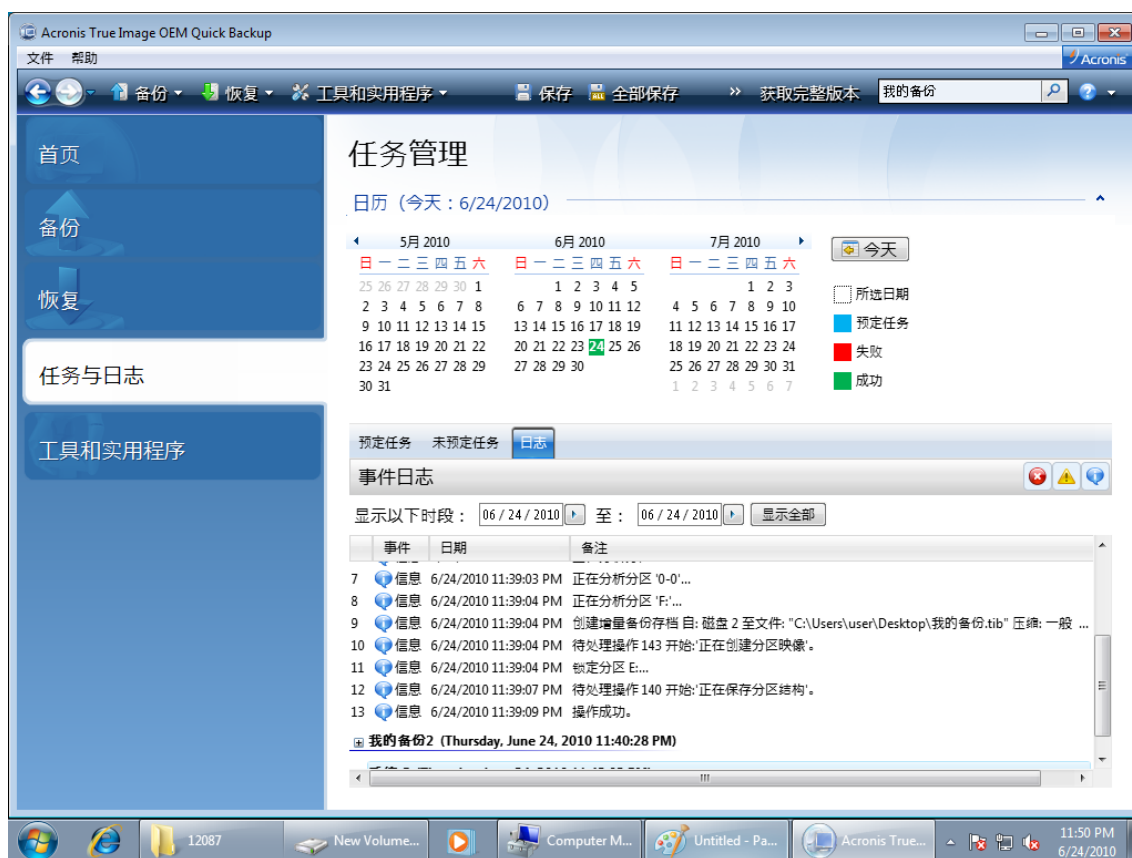 Acronis True Image OEM Quick Backup
文件 帮助
Acronis
备份 恢复 工具和实用程序 保存 全部保存 » 获取完整版本 我的备份
首页
备份
恢复
任务与日志
工具和实用程序
任务管理
日历（今天：6/24/2010）
5月 2010 6月 2010 7月 2010
今天
日 一 二 三 四 五 六 日 一 二 三 四 五 六 日 一 二 三 四 五 六
25 26 27 28 29 30 1 1 2 3 4 5 1 2 3
2 3 4 5 6 7 8 6 7 8 9 10 11 12 4 5 6 7 8 9 10
9 10 11 12 13 14 15 13 14 15 16 17 18 19 11 12 13 14 15 16 17
16 17 18 19 20 21 22 20 21 22 23 24 25 26 18 19 20 21 22 23 24
23 24 25 26 27 28 29 27 28 29 30 25 26 27 28 29 30 31
30 31 1 2 3 4 5 6 7
所选日期
预定任务
失败
成功
预定任务 未预定任务 日志
事件日志
显示以下时段： 06 / 24 / 2010 至： 06 / 24 / 2010 显示全部
事件 日期 备注
7 信息 6/24/2010 11:39:03 PM 正在分析分区 '0-0'...
8 信息 6/24/2010 11:39:04 PM 正在分析分区 'F:'...
9 信息 6/24/2010 11:39:04 PM 创建增量备份存档 自: 磁盘 2 至文件: "C:\Users\user\Desktop\我的备份.tib" 压缩: 一般 ...
10 信息 6/24/2010 11:39:04 PM 待处理操作 143 开始:'正在创建分区映像'。
11 信息 6/24/2010 11:39:04 PM 锁定分区 E:...
12 信息 6/24/2010 11:39:07 PM 待处理操作 140 开始:'正在保存分区结构'。
13 信息 6/24/2010 11:39:09 PM 操作成功。
我的备份2 (Thursday, June 24, 2010 11:40:28 PM)
12087 New Volume... Computer M... Untitled - Pa... Acronis True... 11:50 PM
6/24/2010